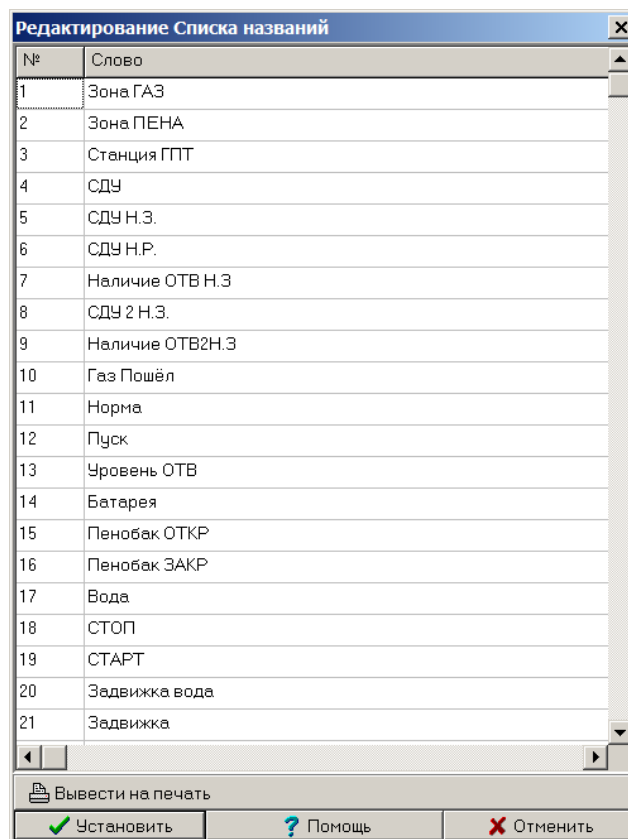 Редактирование Списка названий
№ Слово
1 Зона ГАЗ
2 Зона ПЕНА
3 Станция ГПТ
4 СДУ
5 СДУ Н.З.
6 СДУ Н.Р.
7 Наличие ОТВ Н.З
8 СДУ 2 Н.З.
9 Наличие ОТВ2Н.З
10 Газ Пошёл
11 Норма
12 Пуск
13 Уровень ОТВ
14 Батарея
15 Пенобак ОТКР
16 Пенобак ЗАКР
17 Вода
18 СТОП
19 СТАРТ
20 Задвижка вода
21 Задвижка
Вывести на печать
Установить ? Помощь Отменить